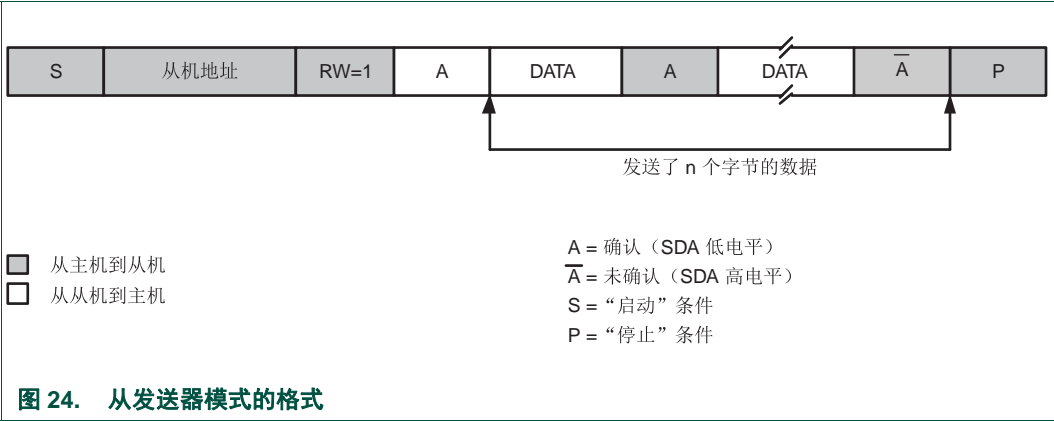 S 从机地址 RW=1 A DATA A DATA A̅ P
发送了 n 个字节的数据
从主机到从机
从从机到主机
A = 确认（SDA 低电平）
A̅ = 未确认（SDA 高电平）
S = “启动” 条件
P = “停止” 条件
图 24. 从发送器模式的格式